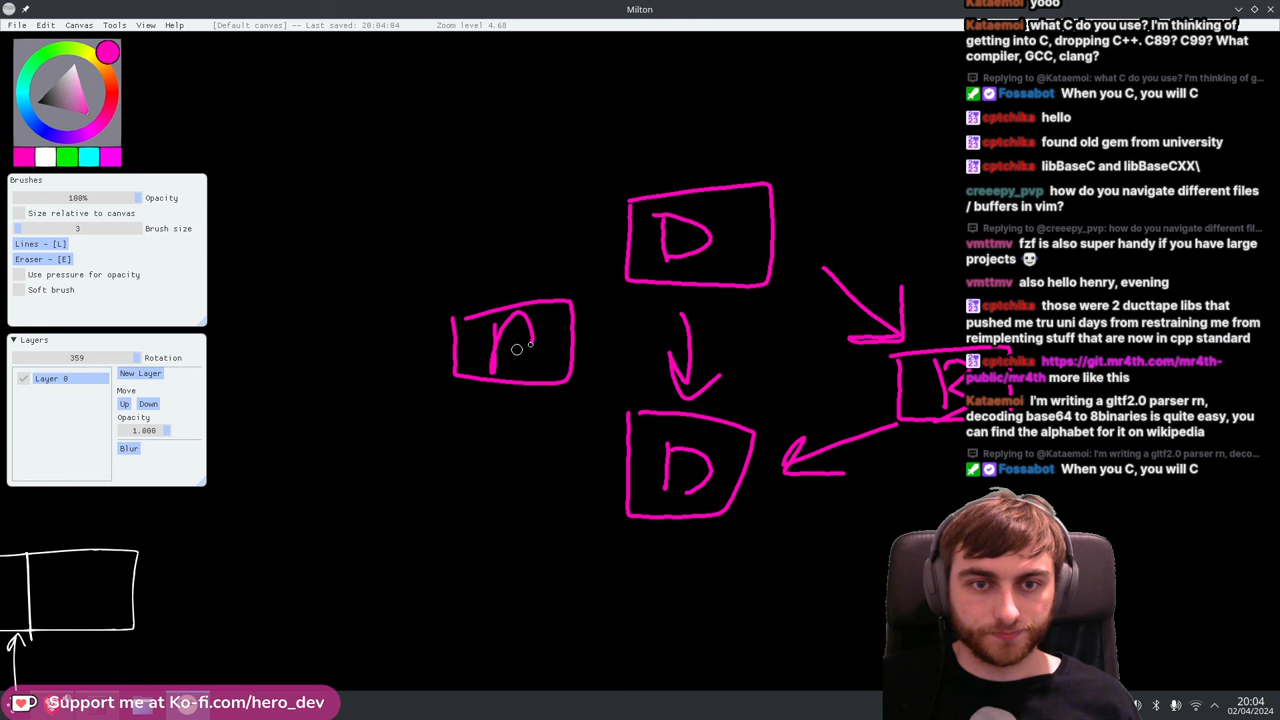 Milton
File Edit Canvas Tools View Help [Default canvas] -- Last saved: 20:04:04 Zoom level 4.60
Brushes
100% Opacity
Size relative to canvas
3 Brush size
Lines - [L]
Eraser - [E]
Use pressure for opacity
Soft brush
Layers
359 Rotation
Layer 0
New Layer
Move
Up Down
Opacity
1.000
Blur
D
D
Kataemoi yooo
Kataemoi what C do you use? I'm thinking of
getting into C, dropping C++. C89? C99? What
compiler, GCC, clang?
Replying to @Kataemoi: what C do you use? I'm thinking of g...
Fossabot When you C, you will C
cptchika hello
cptchika found old gem from university
cptchika libBaseC and libBaseCXX\
creeepy_pvp how do you navigate different files
/ buffers in vim?
Replying to @creeepy_pvp: how do you navigate different fil...
vmttmv fzf is also super handy if you have large
projects
vmttmv also hello henry, evening
cptchika those were 2 ducttape libs that
pushed me tru uni days from restraining me from
reimplenting stuff that are now in cpp standard
cptchika https://git.mr4th.com/mr4th-
public/mr4th more like this
Kataemoi I'm writing a gltf2.0 parser rn,
decoding base64 to 8binaries is quite easy, you
can find the alphabet for it on wikipedia
Replying to @Kataemoi: I'm writing a gltf2.0 parser rn, deco...
Fossabot When you C, you will C
Support me at Ko-fi.com/hero_dev
20:04
02/04/2024